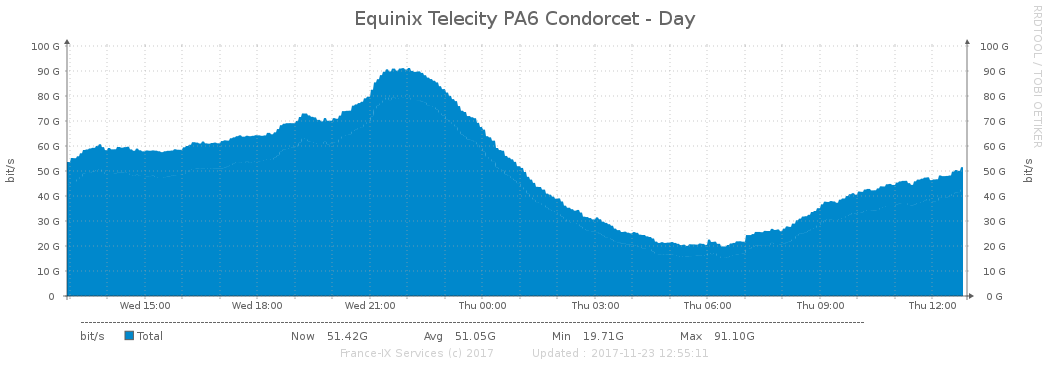 Equinix Telecity PA6 Condorcet - Day
RRDTOOL / TOBI OETIKER
100 G 100 G
90 G 90 G
80 G 80 G
70 G 70 G
60 G 60 G
50 G 50 G
40 G 40 G
30 G 30 G
20 G 20 G
10 G 10 G
0 0 G
bit/s
bit/s
Wed 15:00 Wed 18:00 Wed 21:00 Thu 00:00 Thu 03:00 Thu 06:00 Thu 09:00 Thu 12:00
bit/s Total Now 51.42G Avg 51.05G Min 19.71G Max 91.10G
France-IX Services (c) 2017 Updated : 2017-11-23 12:55:11